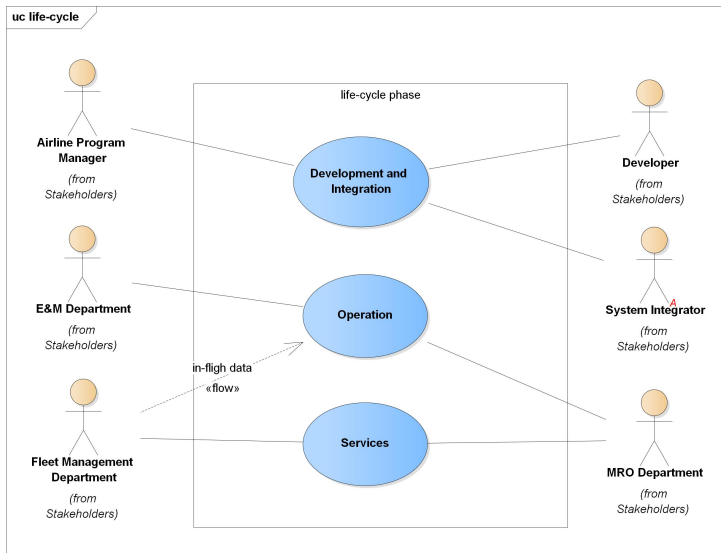 uc life-cycle
life-cycle phase
Airline Program
Manager
(from
Stakeholders)
Development and
Integration
Developer
(from
Stakeholders)
E&M Department
(from
Stakeholders)
Operation
A
System Integrator
(from
Stakeholders)
in-fligh data
«flow»
Fleet Management
Department
(from
Stakeholders)
Services
MRO Department
(from
Stakeholders)